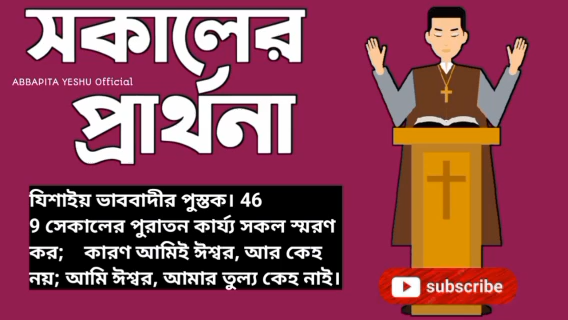 সকালের
ABBAPITA YESHU Official
প্রার্থনা
যিশাইয় ভাববাদীর পুস্তক। 46
9 সেকালের পুরাতন কার্য্য সকল স্মরণ
কর; কারণ আমিই ঈশ্বর, আর কেহ
নয়; আমি ঈশ্বর, আমার তুল্য কেহ নাই।
subscribe